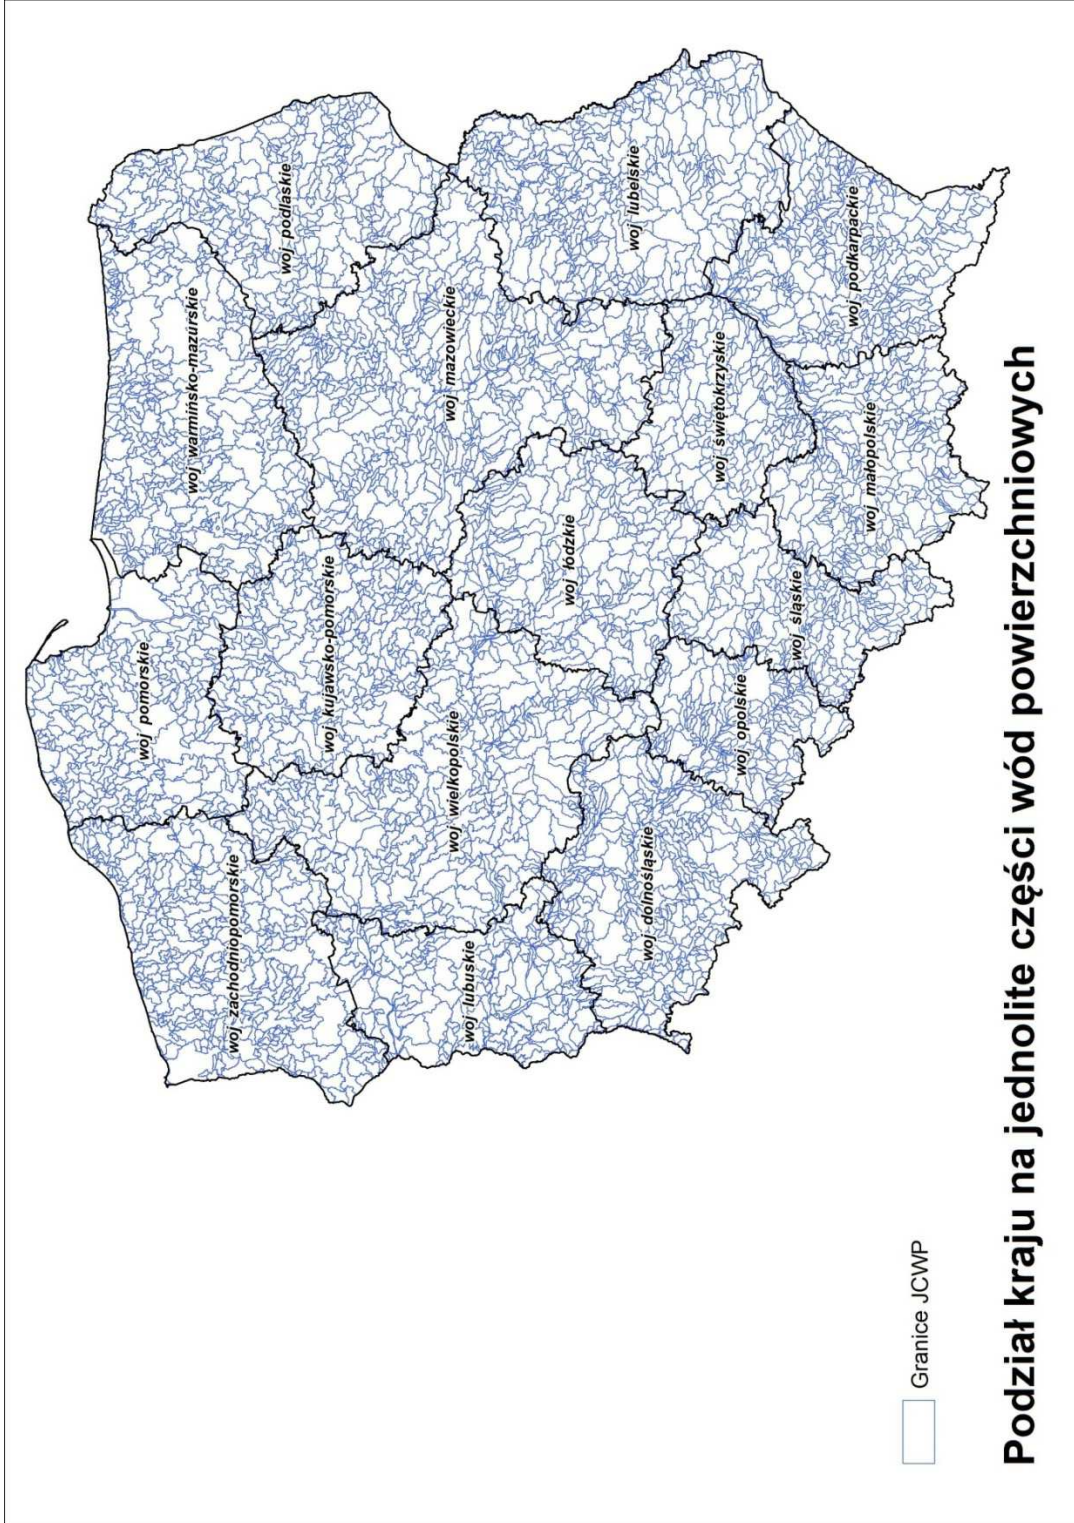 woj pomorskie
woj zachodniopomorskie
woj warmińsko-mazurskie
woj podlaskie
woj kujawsko-pomorskie
woj wielkopolskie
woj mazowieckie
woj lubuskie
woj łódzkie
woj lubelskie
woj dolnośląskie
woj opolskie
woj śląskie
woj świętokrzyskie
woj małopolskie
woj podkarpackie
Granice JCWP
Podział kraju na jednolite części wód powierzchniowych